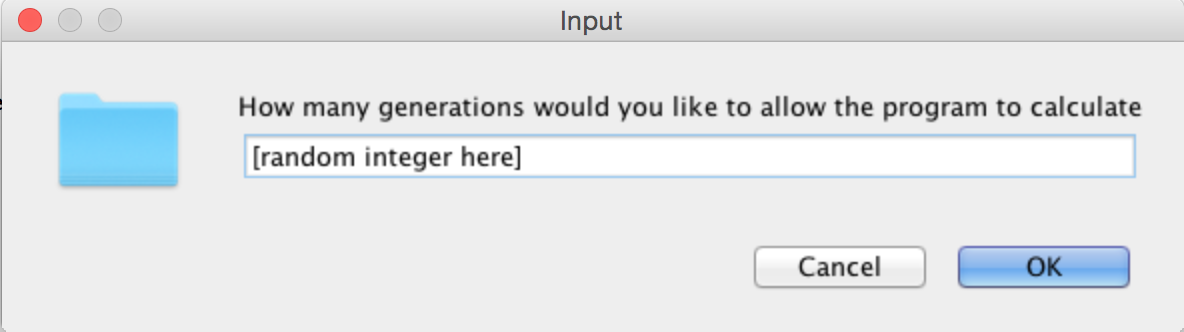 Input
How many generations would you like to allow the program to calculate
[random integer here]
Cancel
OK